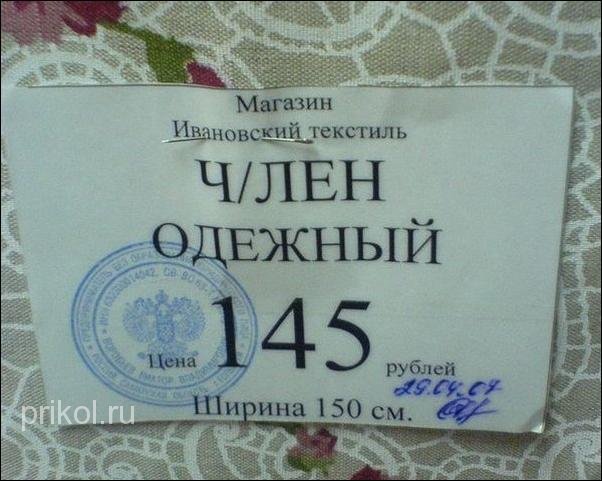 Магазин
Ивановский текстиль
Ч/ЛЕН
ОДЕЖНЫЙ
Цена 145 рублей
29.04.07
Ширина 150 см.
prikol.ru